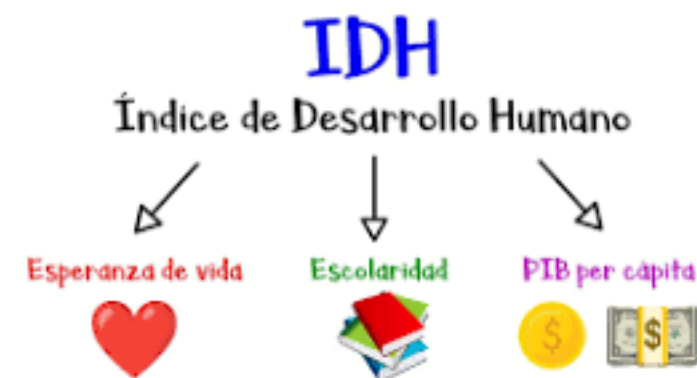 IDH
Índice de Desarrollo Humano
Esperanza de vida
Escolaridad
PIB per cápita
$
$